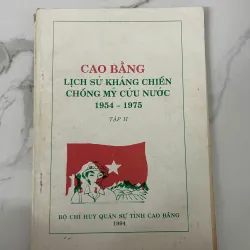 CAO BẰNG
LỊCH SỬ KHÁNG CHIẾN
CHỐNG MỸ CỨU NƯỚC
1954 - 1975
TẬP II
BỘ CHỈ HUY QUÂN SỰ TỈNH CAO BẰNG
1994